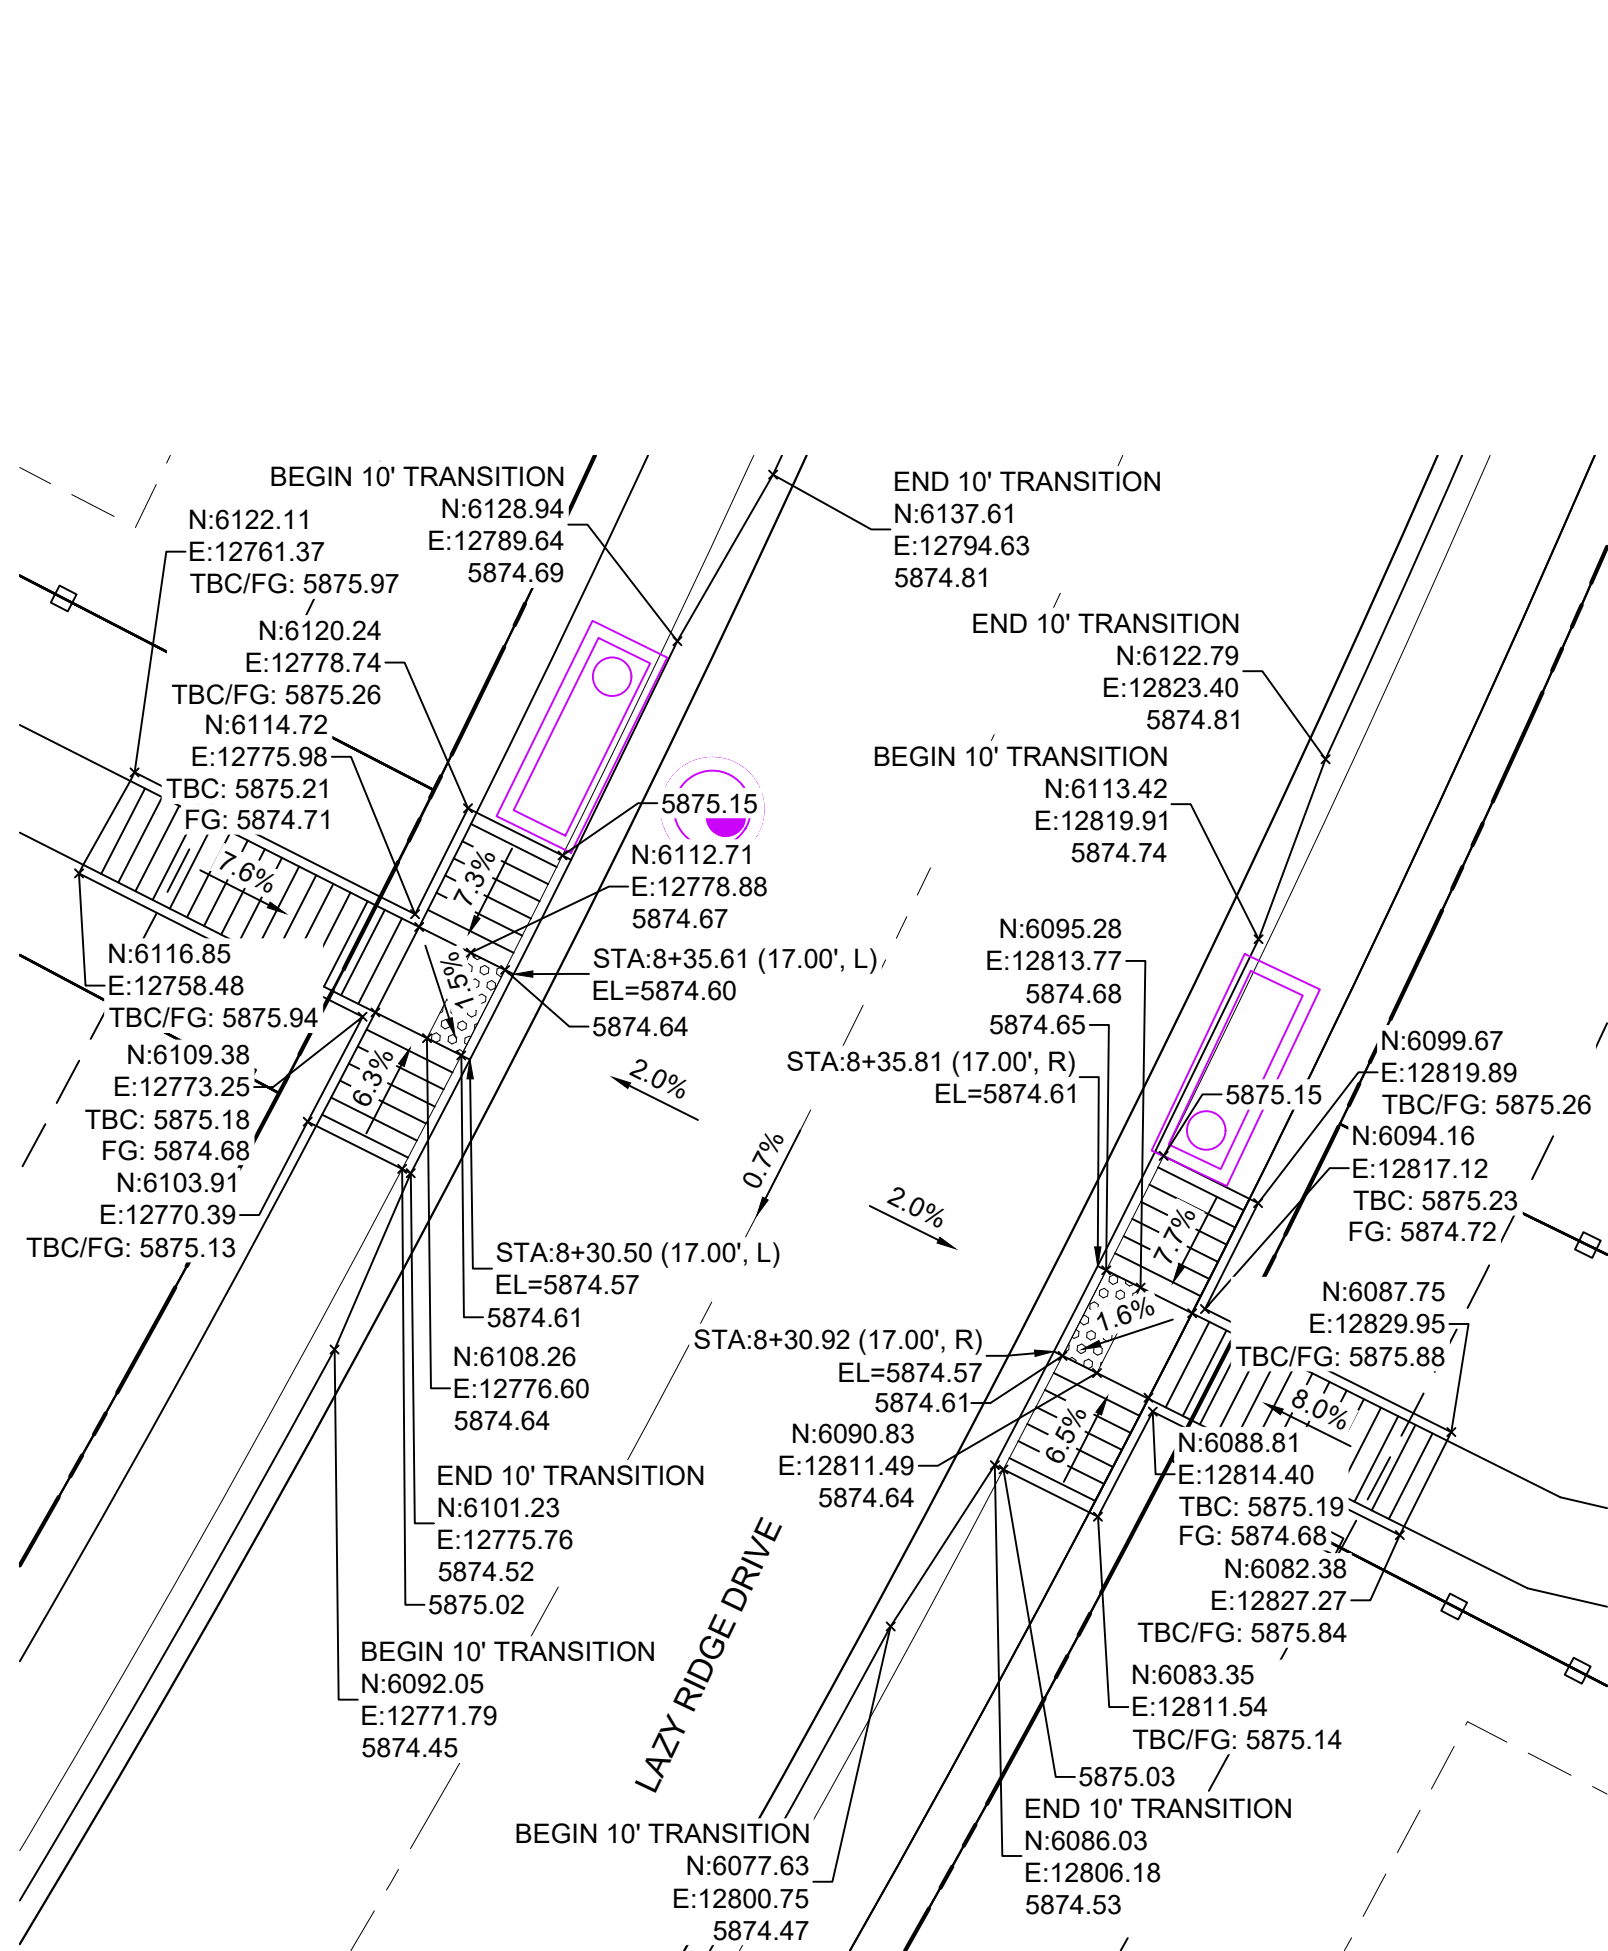 BEGIN 10' TRANSITION
N:6128.94
E:12789.64
5874.69
END 10' TRANSITION
N:6137.61
E:12794.63
5874.81
N:6122.11
E:12761.37
TBC/FG: 5875.97
N:6120.24
E:12778.74
TBC/FG: 5875.26
N:6114.72
E:12775.98
TBC: 5875.21
FG: 5874.71
END 10' TRANSITION
N:6122.79
E:12823.40
5874.81
BEGIN 10' TRANSITION
N:6113.42
E:12819.91
5874.74
5875.15
N:6112.71
E:12778.88
5874.67
7.6%
7.3%
1.5%
6.3%
STA:8+35.61 (17.00', L)
EL=5874.60
5874.64
N:6116.85
E:12758.48
TBC/FG: 5875.94
N:6109.38
E:12773.25
TBC: 5875.18
FG: 5874.68
N:6103.91
E:12770.39
TBC/FG: 5875.13
2.0%
0.7%
2.0%
N:6095.28
E:12813.77
5874.68
5874.65
STA:8+35.81 (17.00', R)
EL=5874.61
5875.15
N:6099.67
E:12819.89
TBC/FG: 5875.26
N:6094.16
E:12817.12
TBC: 5875.23
FG: 5874.72
7.7%
1.6%
6.5%
8.0%
STA:8+30.50 (17.00', L)
EL=5874.57
5874.61
N:6108.26
E:12776.60
5874.64
STA:8+30.92 (17.00', R)
EL=5874.57
5874.61
N:6090.83
E:12811.49
5874.64
N:6087.75
E:12829.95
TBC/FG: 5875.88
N:6088.81
E:12814.40
TBC: 5875.19
FG: 5874.68
N:6082.38
E:12827.27
TBC/FG: 5875.84
END 10' TRANSITION
N:6101.23
E:12775.76
5874.52
5875.02
BEGIN 10' TRANSITION
N:6092.05
E:12771.79
5874.45
LAZY RIDGE DRIVE
N:6083.35
E:12811.54
TBC/FG: 5875.14
5875.03
END 10' TRANSITION
N:6086.03
E:12806.18
5874.53
BEGIN 10' TRANSITION
N:6077.63
E:12800.75
5874.47